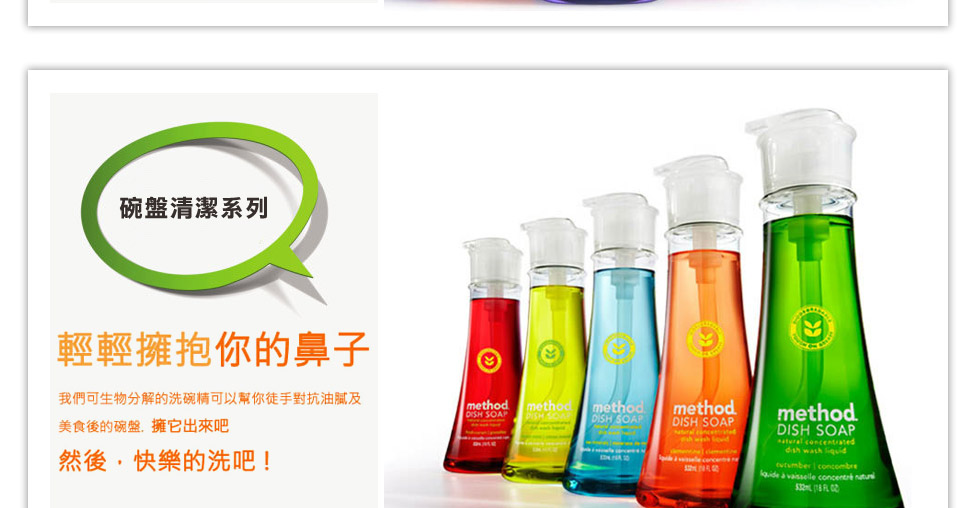 碗盤清潔系列
輕輕擁抱你的鼻子
我們可生物分解的洗碗精可以幫你徒手對抗油膩及
美食後的碗盤, 擁它出來吧
然後，快樂的洗吧！
method
DISH SOAP
method
DISH SOAP
method
DISH SOAP
method.
DISH SOAP
natural concentrated
dish wash liquid
clementine | clementine
liquide à vaisselle concentré na
532mL (18 FL OZ)
method.
DISH SOAP
natural concentrated
dish wash liquid
cucumber | concombre
liquide à vaisselle concentré natural
532mL (18 FL OZ)